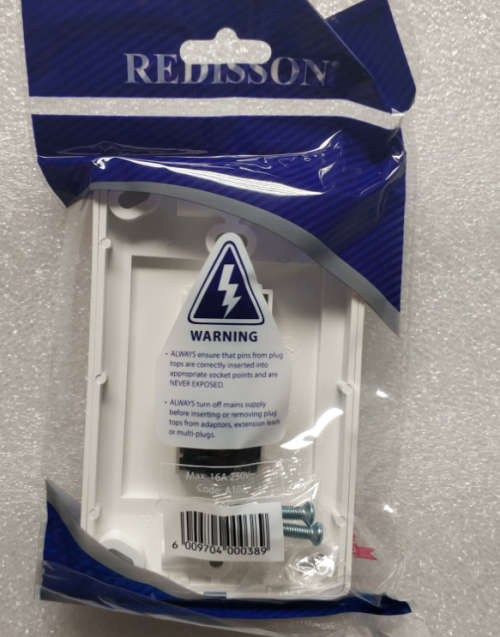 REDISSON
WARNING
• ALWAYS ensure that pins from plug
tops are correctly inserted into
appropriate socket points and are
NEVER EXPOSED.
• ALWAYS turn off mains supply
before inserting or removing plug
tops from adaptors, extension leads
or multi-plugs.
Max. 16A 250V~
Code:
6 009704 000389